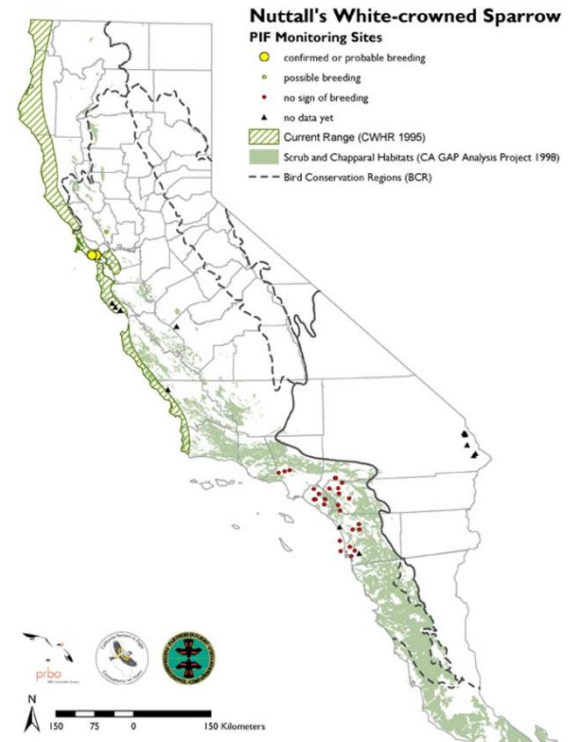 Nuttall's White-crowned Sparrow
PIF Monitoring Sites
confirmed or probable breeding
possible breeding
no sign of breeding
no data yet
Current Range (CWHR 1995)
Scrub and Chapparal Habitats (CA GAP Analysis Project 1998)
Bird Conservation Regions (BCR)
prbo
N
150 75 0 150 Kilometers